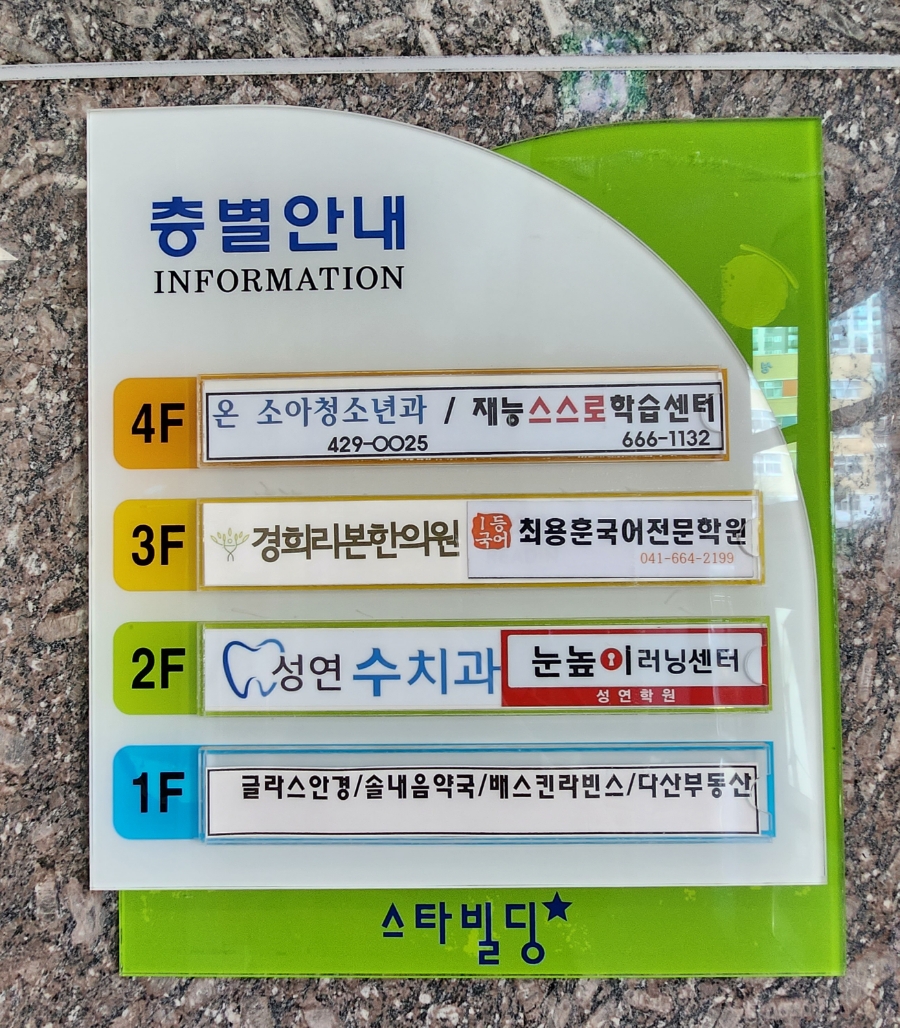 층별안내
INFORMATION
4F 온 소아청소년과 / 재능스스로학습센터
429-0025 666-1132
3F 경희리본한의원 1등국어 최용훈국어전문학원
041-664-2199
2F 성연 수치과 눈높이러닝센터
성연학원
1F 글라스안경/솔내음약국/배스킨라빈스/다산부동산
스타빌딩